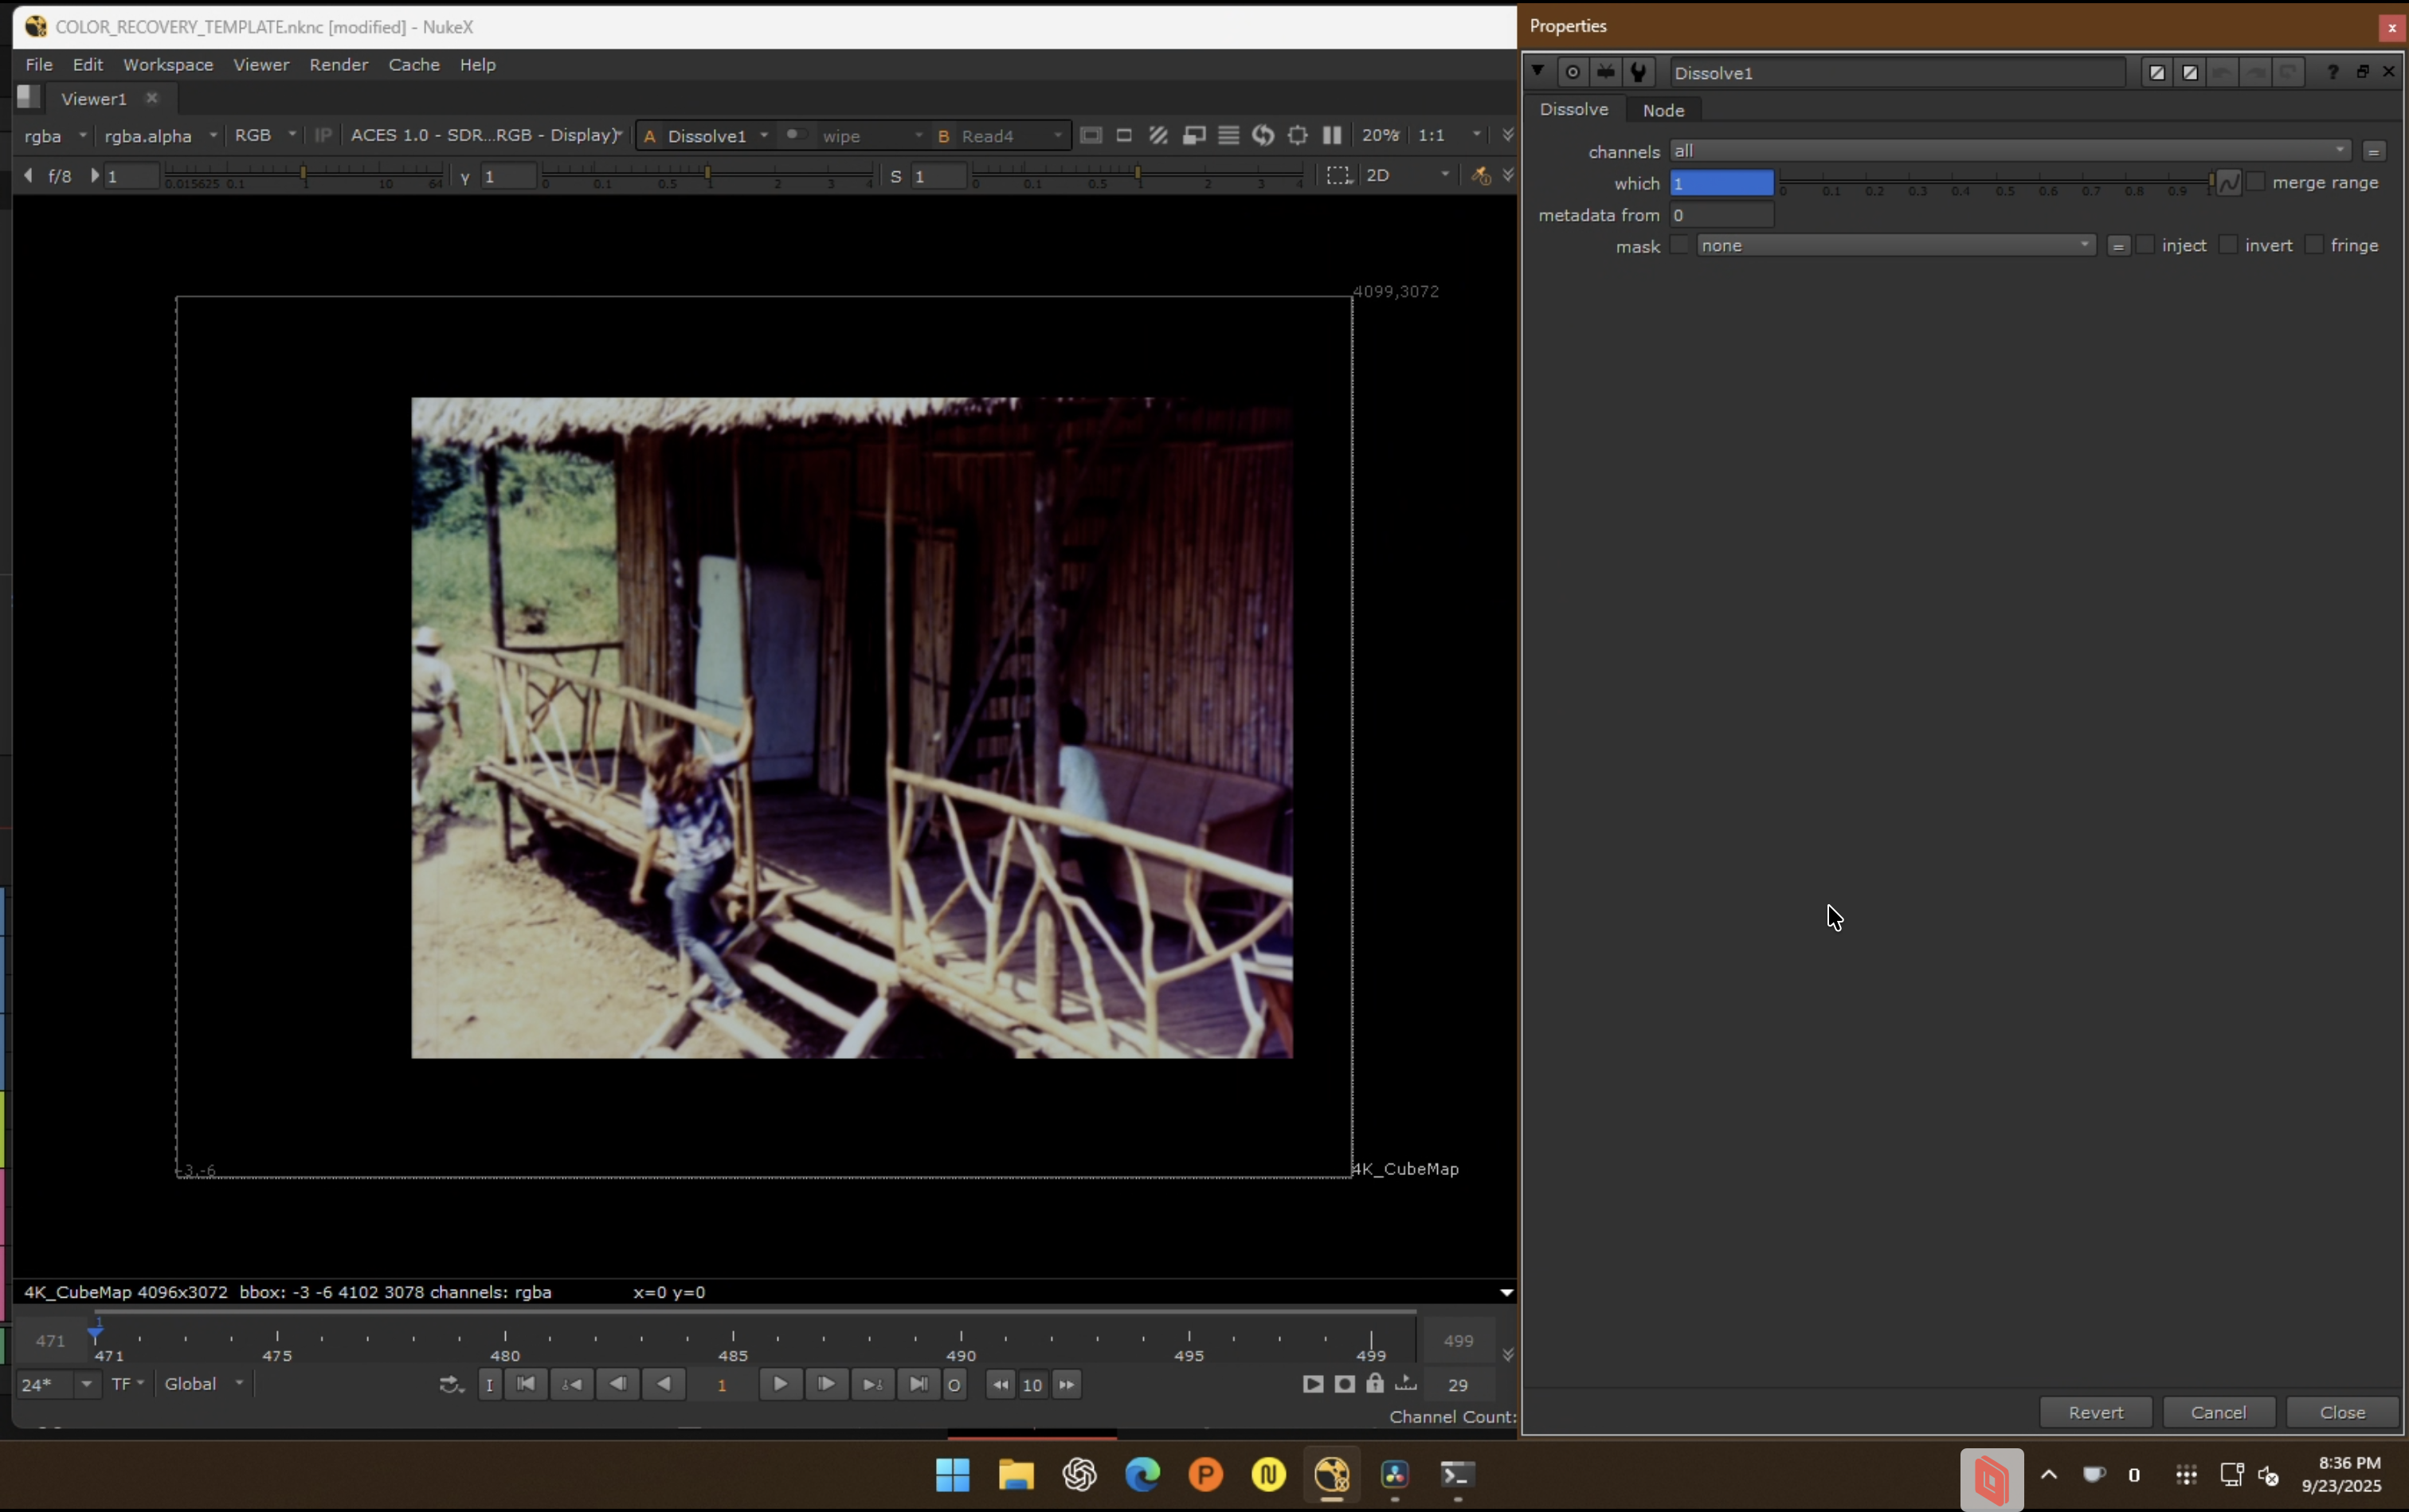 COLOR_RECOVERY_TEMPLATE.nknc [modified] - NukeX
File Edit Workspace Viewer Render Cache Help
Viewer1
rgba rgba.alpha RGB IP ACES 1.0 - SDR...RGB - Display) A Dissolve1 wipe B Read4 20% 1:1
f/8 1 0.015625 0.1 1 10 64 γ 1 0 0.1 0.5 1 2 3 4 S 1 0 0.1 0.5 1 2 3 4 2D
4099,3072
-3,-6
4K_CubeMap
4K_CubeMap 4096x3072 bbox: -3 -6 4102 3078 channels: rgba x=0 y=0
1
471 471 475 480 485 490 495 499 499
24* TF Global I 1 O 10 29
Channel Count:
Properties
Dissolve1
Dissolve Node
channels all =
which 1 0 0.1 0.2 0.3 0.4 0.5 0.6 0.7 0.8 0.9 1 merge range
metadata from 0
mask none = inject invert fringe
Revert Cancel Close
0
8:36 PM
9/23/2025